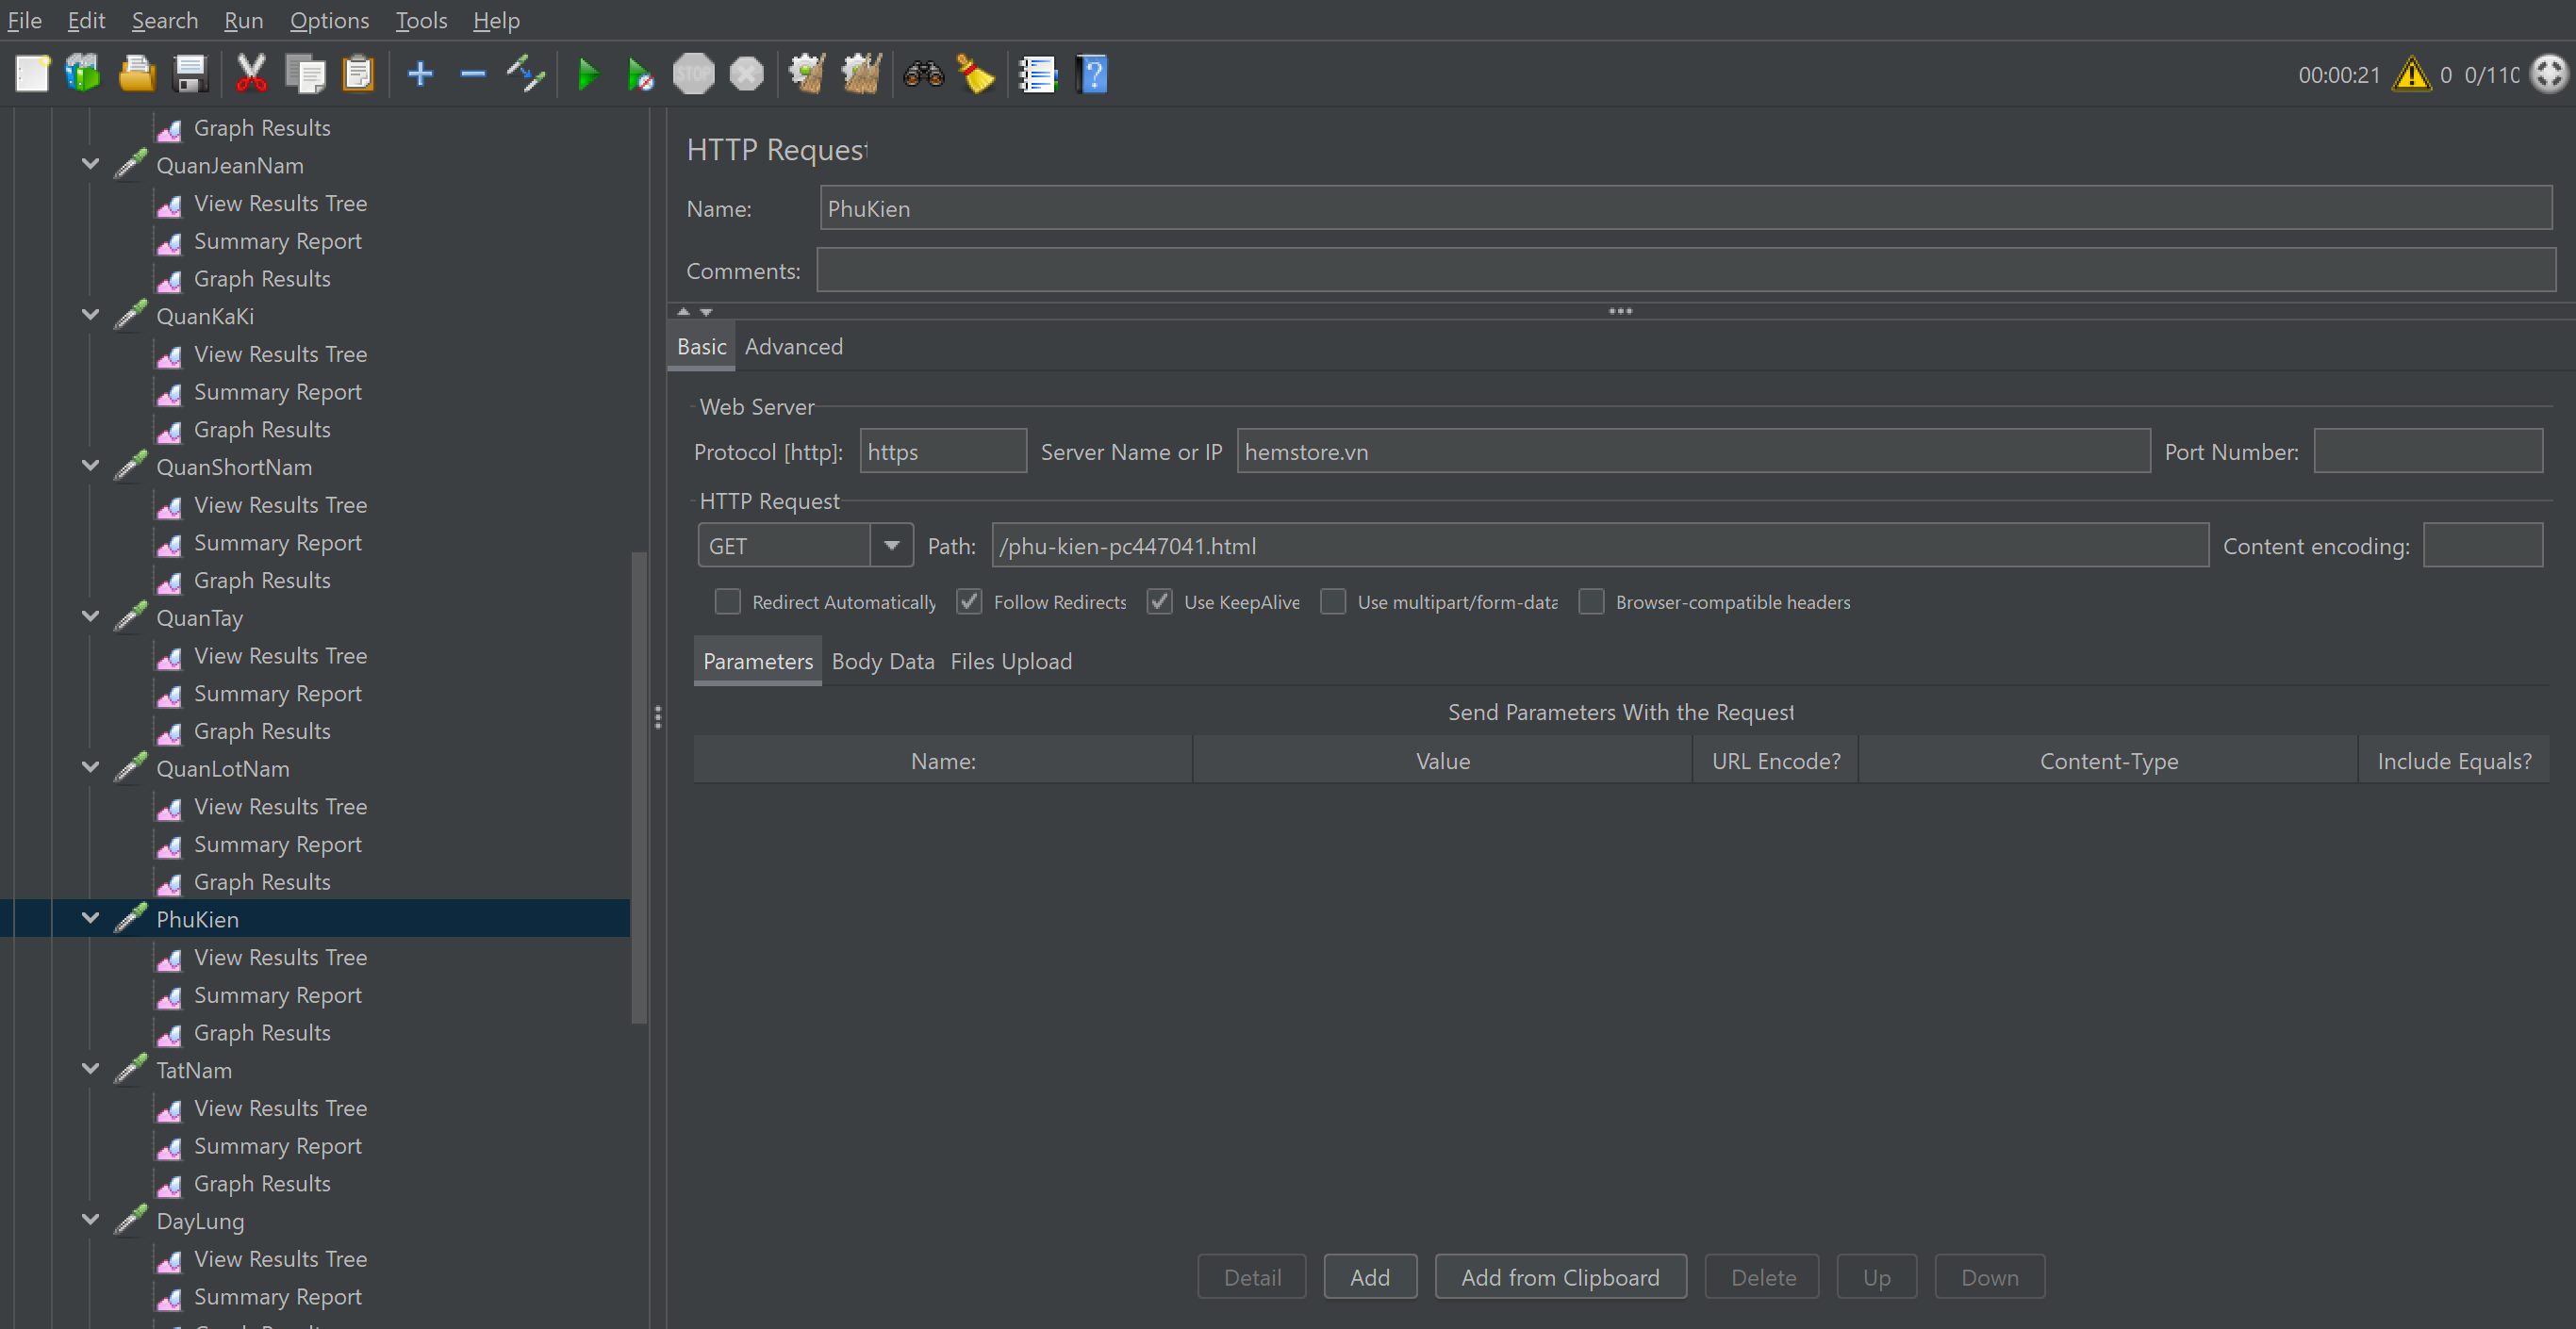 File Edit Search Run Options Tools Help
STOP
00:00:21 0 0/110
Graph Results
QuanJeanNam
View Results Tree
Summary Report
Graph Results
QuanKaKi
View Results Tree
Summary Report
Graph Results
QuanShortNam
View Results Tree
Summary Report
Graph Results
QuanTay
View Results Tree
Summary Report
Graph Results
QuanLotNam
View Results Tree
Summary Report
Graph Results
PhuKien
View Results Tree
Summary Report
Graph Results
TatNam
View Results Tree
Summary Report
Graph Results
DayLung
View Results Tree
Summary Report
HTTP Request
Name: PhuKien
Comments:
Basic Advanced
Web Server
Protocol [http]: https Server Name or IP hemstore.vn Port Number:
HTTP Request
GET Path: /phu-kien-pc447041.html Content encoding:
Redirect Automatically Follow Redirects Use KeepAlive Use multipart/form-data Browser-compatible headers
Parameters Body Data Files Upload
Send Parameters With the Request
Name: Value URL Encode? Content-Type Include Equals?
Detail Add Add from Clipboard Delete Up Down